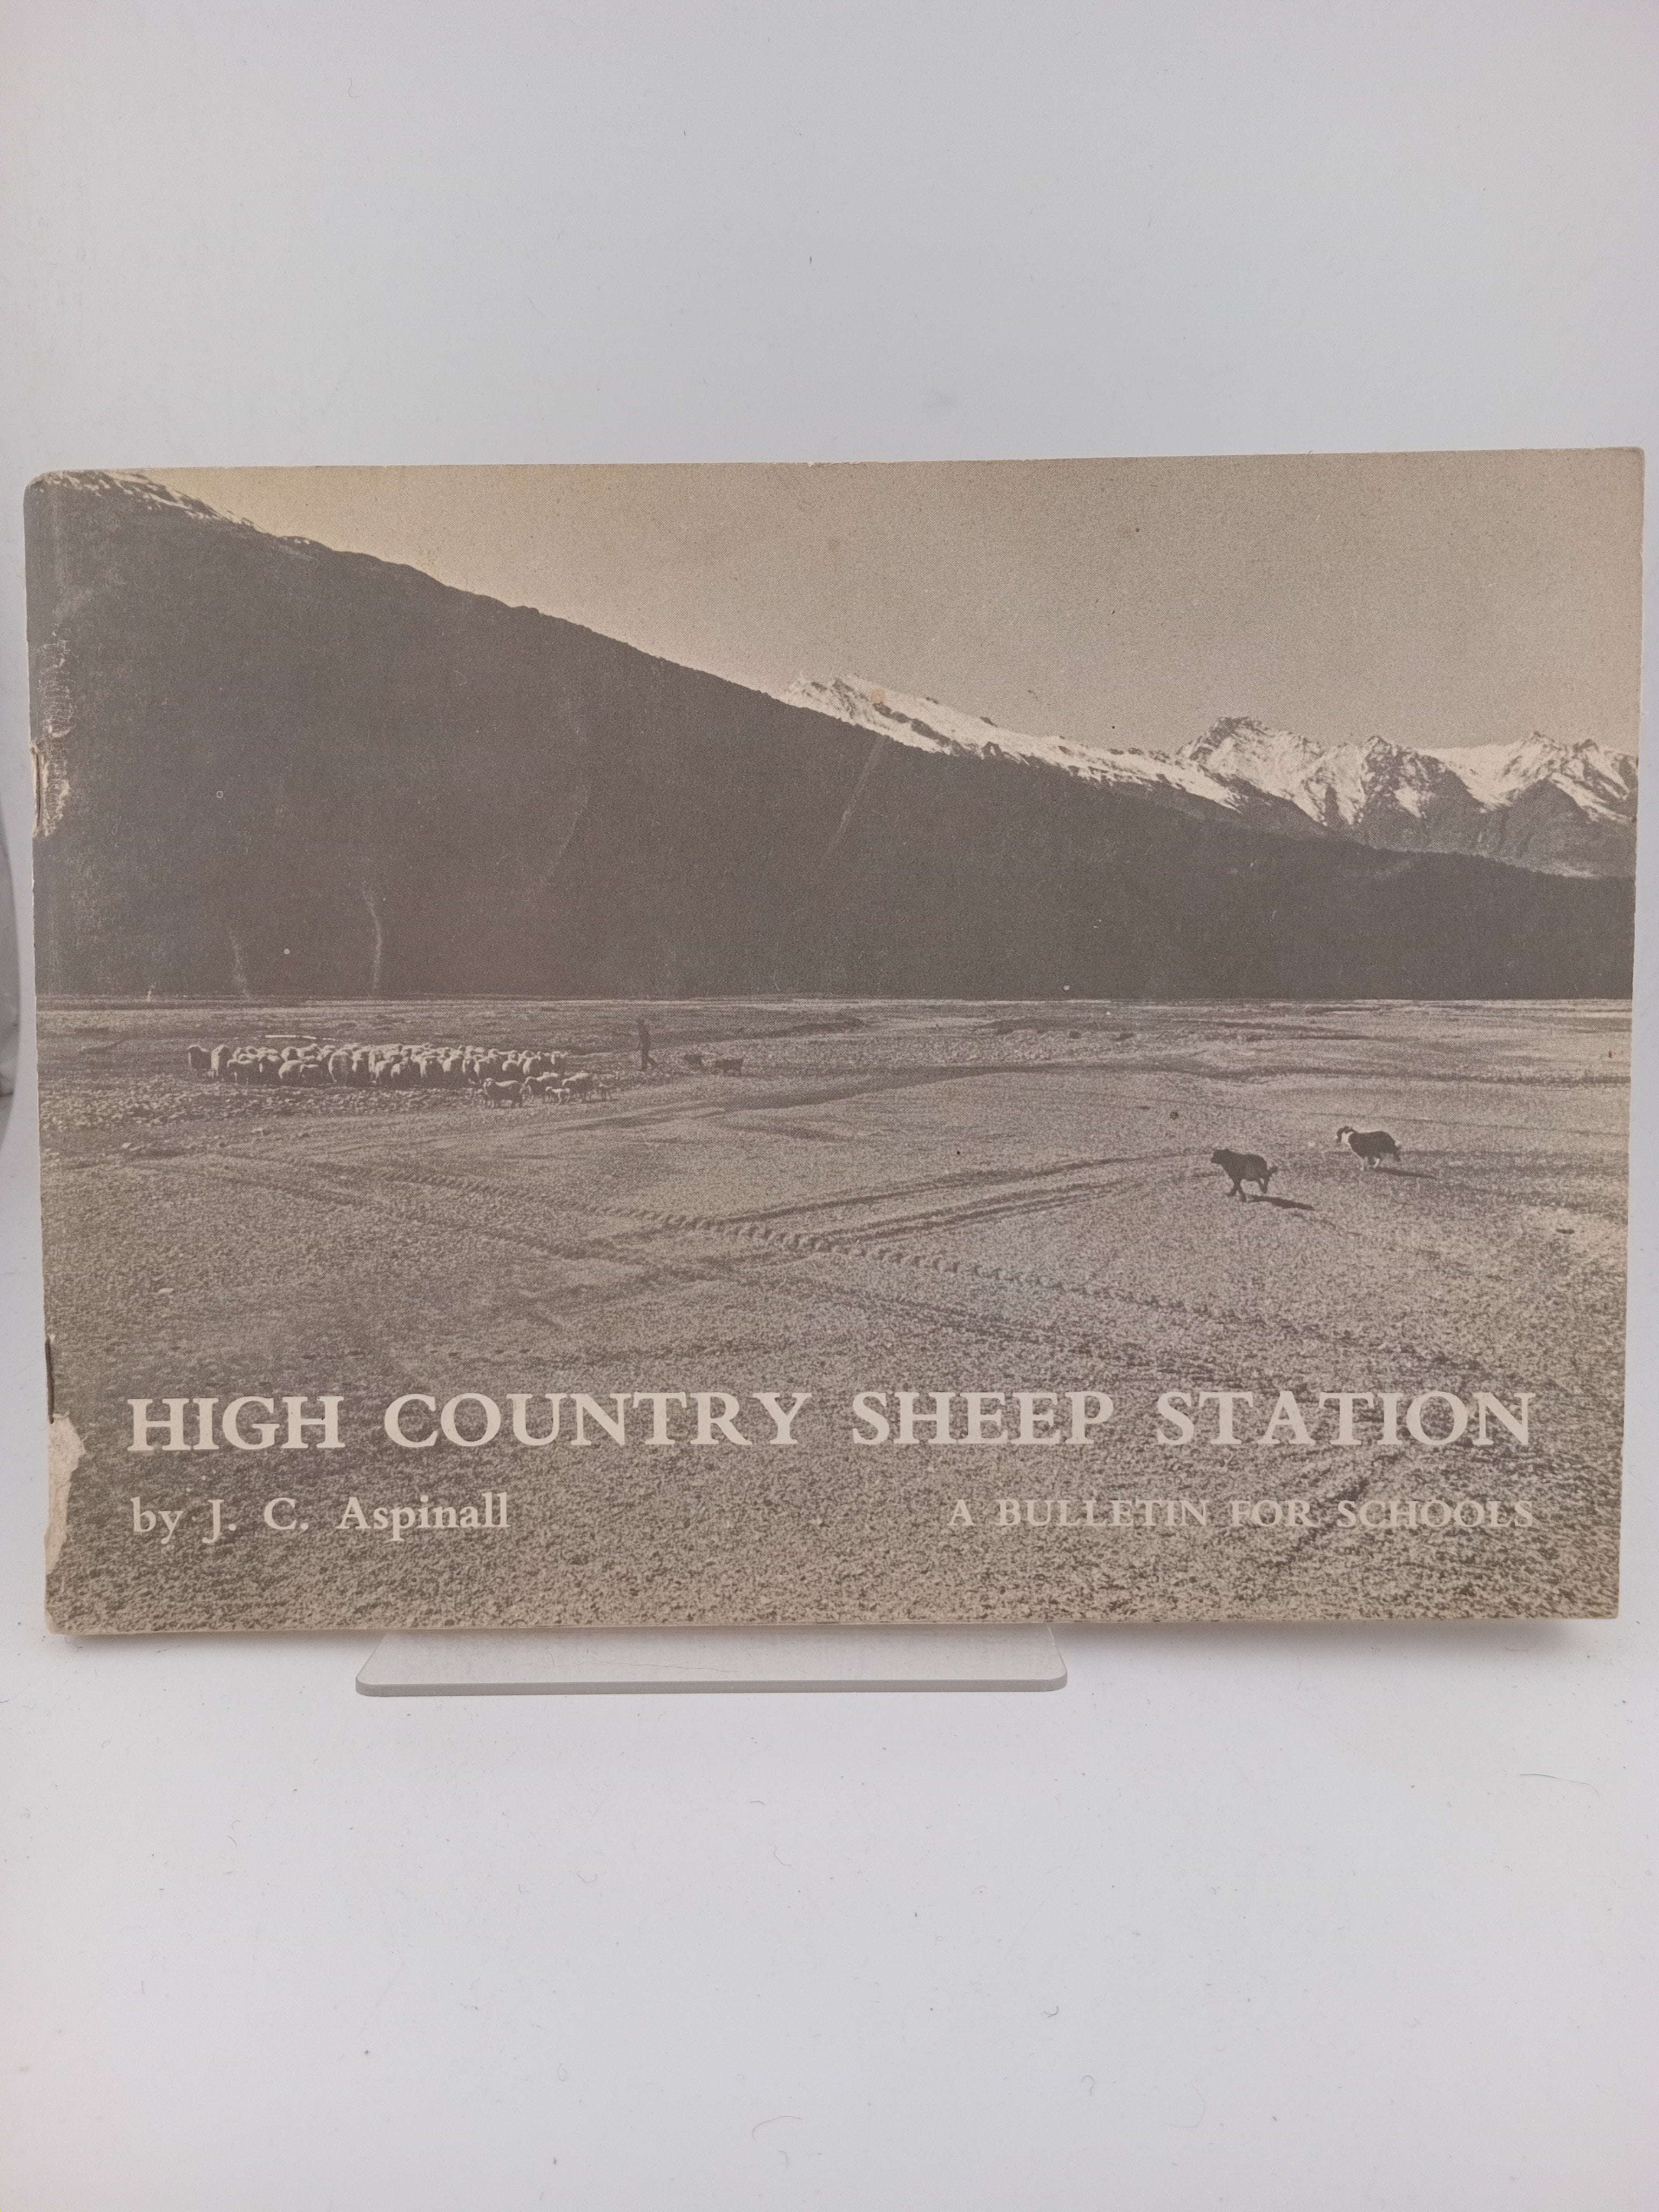 HIGH COUNTRY SHEEP STATION
by J. C. Aspinall
A BULLETIN FOR SCHOOLS